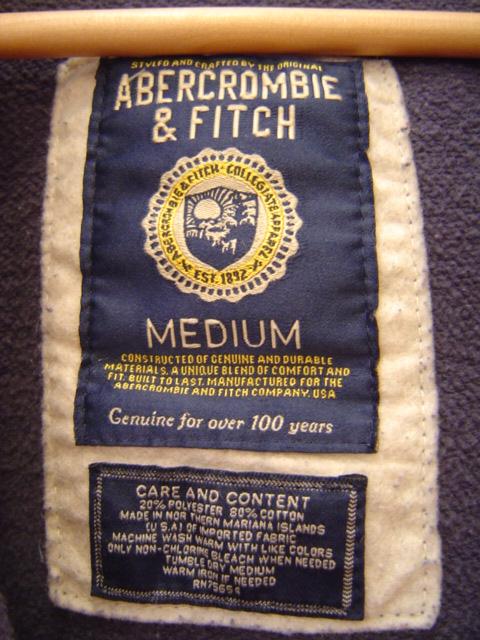 STYLED AND CRAFTED BY THE ORIGINAL
ABERCROMBIE
& FITCH
ABERCROMBIE & FITCH COLLEGIATE APPAREL
EST. 1892
MEDIUM
CONSTRUCTED OF GENUINE AND DURABLE
MATERIALS. A UNIQUE BLEND OF COMFORT AND
FIT. BUILT TO LAST. MANUFACTURED FOR THE
ABERCROMBIE AND FITCH COMPANY. USA
Genuine for over 100 years
CARE AND CONTENT
20% POLYESTER 80% COTTON
MADE IN NORTHERN MARIANA ISLANDS
(U.S.A.) OF IMPORTED FABRIC
MACHINE WASH WARM WITH LIKE COLORS
ONLY NON-CHLORINE BLEACH WHEN NEEDED
TUMBLE DRY MEDIUM
WARM IRON IF NEEDED
RN75654